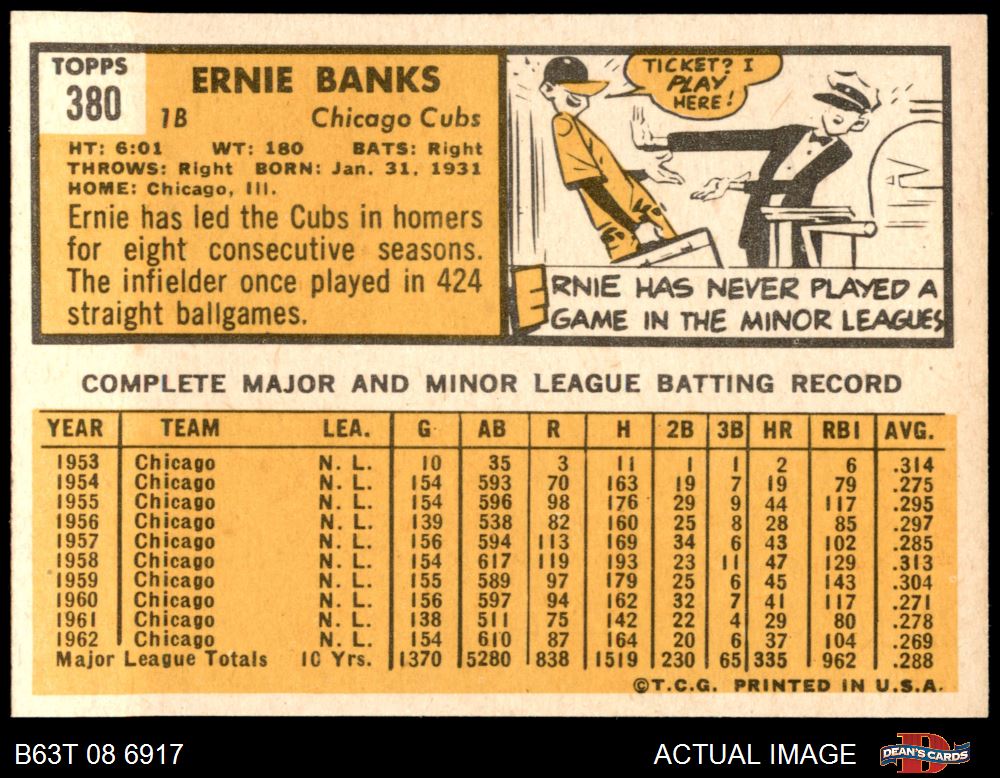 TOPPS
380
ERNIE BANKS
1B Chicago Cubs
HT: 6:01 WT: 180 BATS: Right
THROWS: Right BORN: Jan. 31, 1931
HOME: Chicago, Ill.
Ernie has led the Cubs in homers
for eight consecutive seasons.
The infielder once played in 424
straight ballgames.
TICKET? I
PLAY
HERE!
ERNIE HAS NEVER PLAYED A
GAME IN THE MINOR LEAGUES
COMPLETE MAJOR AND MINOR LEAGUE BATTING RECORD
YEAR TEAM LEA. G AB R H 2B 3B HR RBI AVG.
1953 Chicago N. L. 10 35 3 11 1 1 2 6 .314
1954 Chicago N. L. 154 593 70 163 19 7 19 79 .275
1955 Chicago N. L. 154 596 98 176 29 9 44 117 .295
1956 Chicago N. L. 139 538 82 160 25 8 28 85 .297
1957 Chicago N. L. 156 594 113 169 34 6 43 102 .285
1958 Chicago N. L. 154 617 119 193 23 11 47 129 .313
1959 Chicago N. L. 155 589 97 179 25 6 45 143 .304
1960 Chicago N. L. 156 597 94 162 32 7 41 117 .271
1961 Chicago N. L. 138 511 75 142 22 4 29 80 .278
1962 Chicago N. L. 154 610 87 164 20 6 37 104 .269
Major League Totals 10 Yrs. 1370 5280 838 1519 230 65 335 962 .288
©T.C.G. PRINTED IN U.S.A.
B63T 08 6917 ACTUAL IMAGE
DEAN'S CARDS